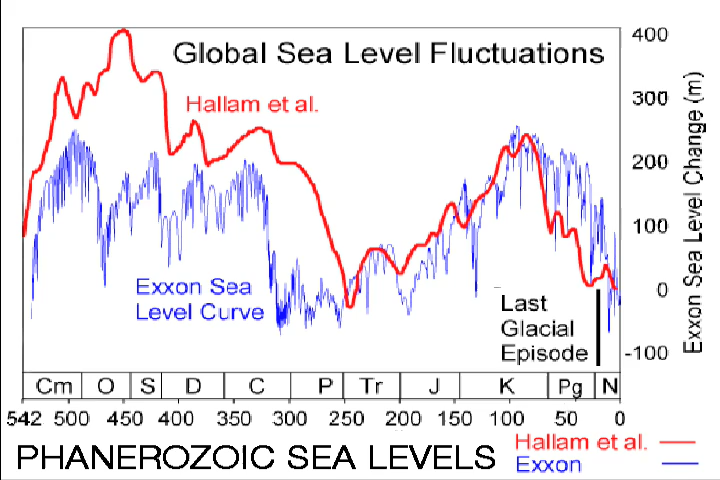 Global Sea Level Fluctuations
Hallam et al.
Exxon Sea
Level Curve
Last
Glacial
Episode
400
300
200
100
0
-100
Exxon Sea Level Change (m)
Cm O S D C P Tr J K Pg N
542 500 450 400 350 300 250 200 150 100 50 0
PHANEROZOIC SEA LEVELS
Hallam et al.
Exxon